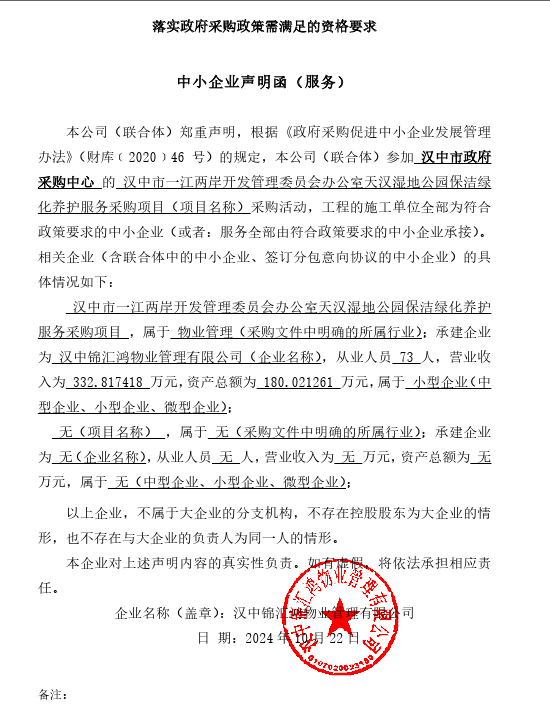 落实政府采购政策需满足的资格要求
中小企业声明函（服务）
本公司（联合体）郑重声明，根据《政府采购促进中小企业发展管理
办法》（财库﹝2020﹞46 号）的规定，本公司（联合体）参加 汉中市政府
采购中心 的 汉中市一江两岸开发管理委员会办公室天汉湿地公园保洁绿
化养护服务采购项目（项目名称）采购活动，工程的施工单位全部为符合
政策要求的中小企业（或者：服务全部由符合政策要求的中小企业承接）。
相关企业（含联合体中的中小企业、签订分包意向协议的中小企业）的具
体情况如下：
汉中市一江两岸开发管理委员会办公室天汉湿地公园保洁绿化养护
服务采购项目 ，属于 物业管理（采购文件中明确的所属行业）；承建企业
为 汉中锦汇鸿物业管理有限公司（企业名称），从业人员 73 人，营业收
入为 332.817418 万元，资产总额为 180.021261 万元，属于 小型企业（中
型企业、小型企业、微型企业）；
无（项目名称） ，属于 无（采购文件中明确的所属行业）；承建企业
为 无（企业名称），从业人员 无 人，营业收入为 无 万元，资产总额为 无
万元，属于 无（中型企业、小型企业、微型企业）；
以上企业，不属于大企业的分支机构，不存在控股股东为大企业的情
形，也不存在与大企业的负责人为同一人的情形。
本企业对上述声明内容的真实性负责。如有虚假，将依法承担相应责
任。
企业名称（盖章）：汉中锦汇鸿物业管理有限公司
日 期：2024 年 10 月 22 日
汉中锦汇鸿物业管理有限公司
备注：